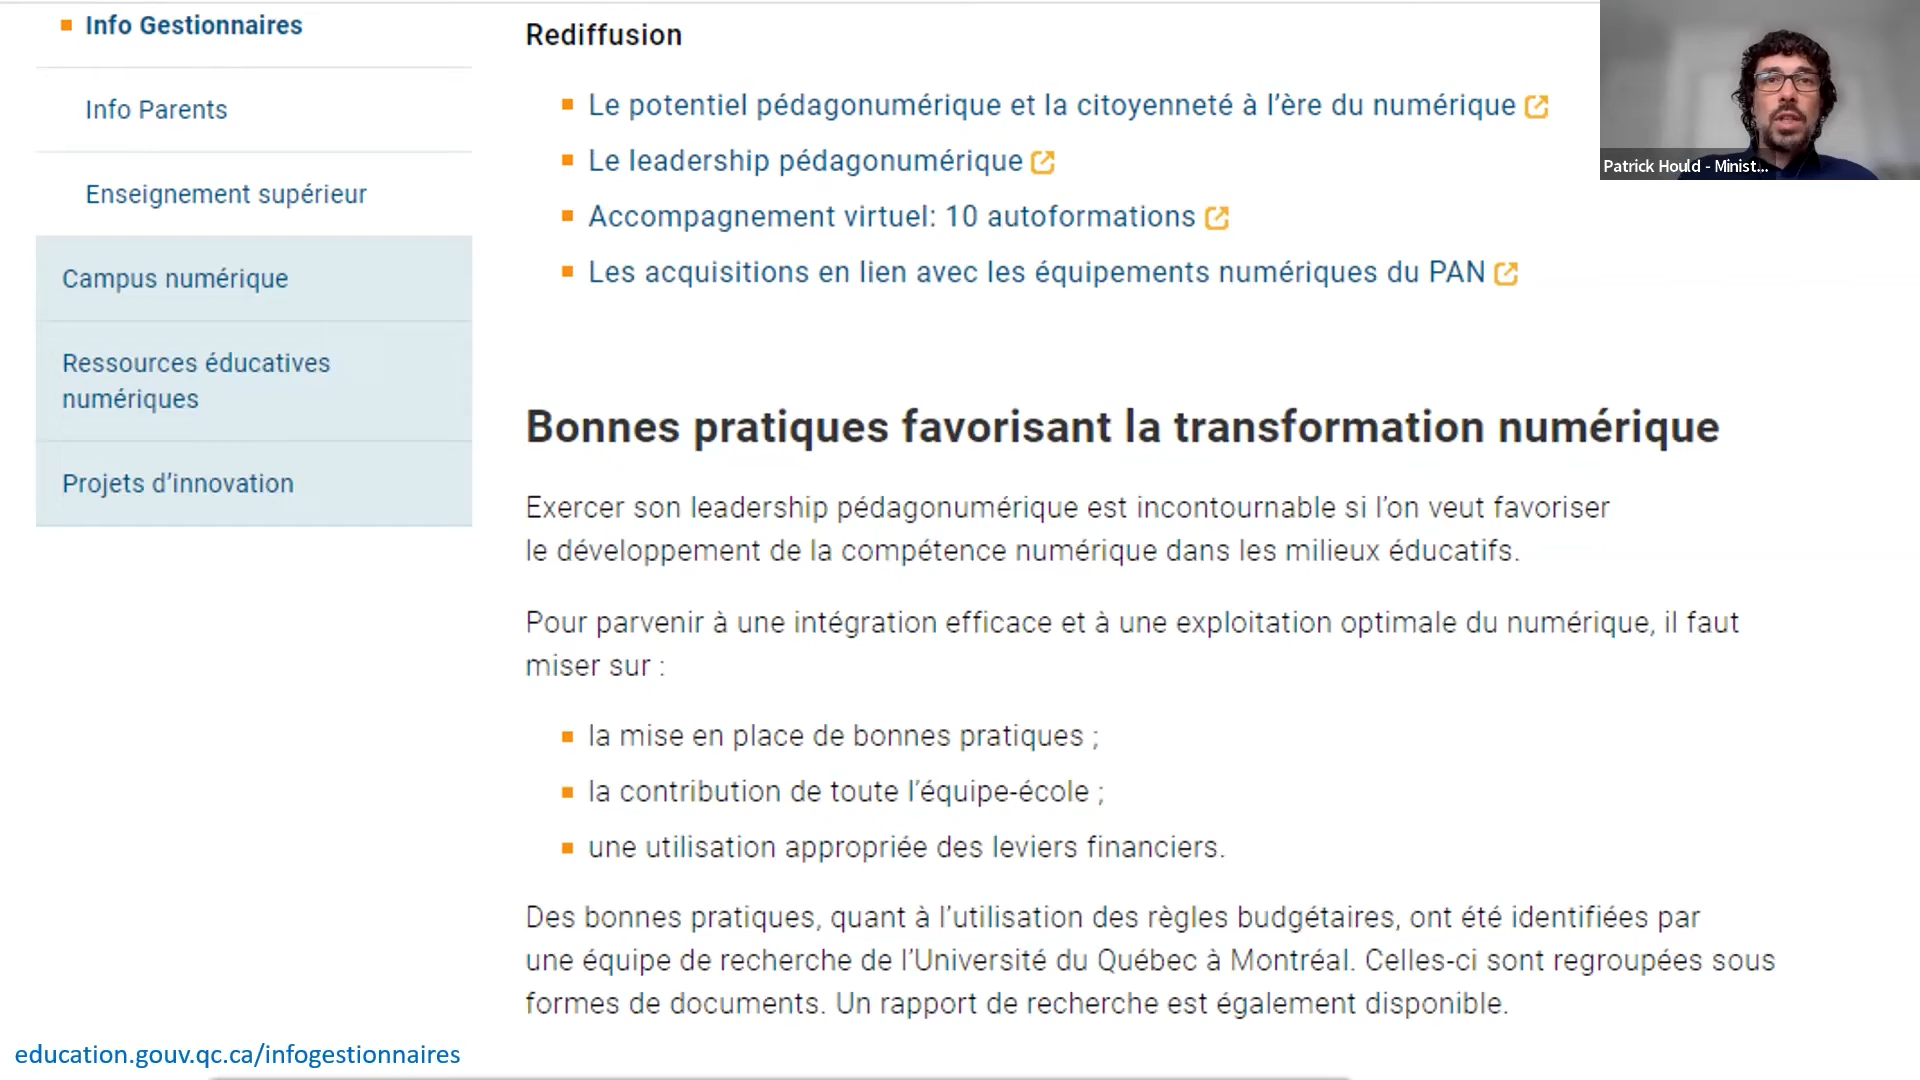 Info Gestionnaires
Info Parents
Enseignement supérieur
Campus numérique
Ressources éducatives
numériques
Projets d’innovation
Rediffusion
Le potentiel pédagonumérique et la citoyenneté à l’ère du numérique
Le leadership pédagonumérique
Accompagnement virtuel: 10 autoformations
Les acquisitions en lien avec les équipements numériques du PAN
Bonnes pratiques favorisant la transformation numérique
Exercer son leadership pédagonumérique est incontournable si l’on veut favoriser
le développement de la compétence numérique dans les milieux éducatifs.
Pour parvenir à une intégration efficace et à une exploitation optimale du numérique, il faut
miser sur :
la mise en place de bonnes pratiques ;
la contribution de toute l’équipe-école ;
une utilisation appropriée des leviers financiers.
Des bonnes pratiques, quant à l’utilisation des règles budgétaires, ont été identifiées par
une équipe de recherche de l’Université du Québec à Montréal. Celles-ci sont regroupées sous
formes de documents. Un rapport de recherche est également disponible.
education.gouv.qc.ca/infogestionnaires
Patrick Hould - Minist...